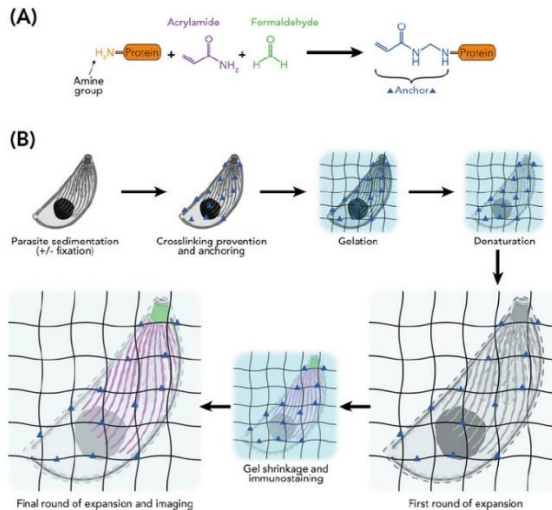 (A)
Acrylamide
Formaldehyde
H₂N
Protein
+
O
NH₂
+
O
H
H
O
N
H
N
H
Protein
Amine
group
▲Anchor▲
(B)
Parasite sedimentation
(+/- fixation)
Crosslinking prevention
and anchoring
Gelation
Denaturation
Gel shrinkage and
immunostaining
Final round of expansion and imaging
First round of expansion